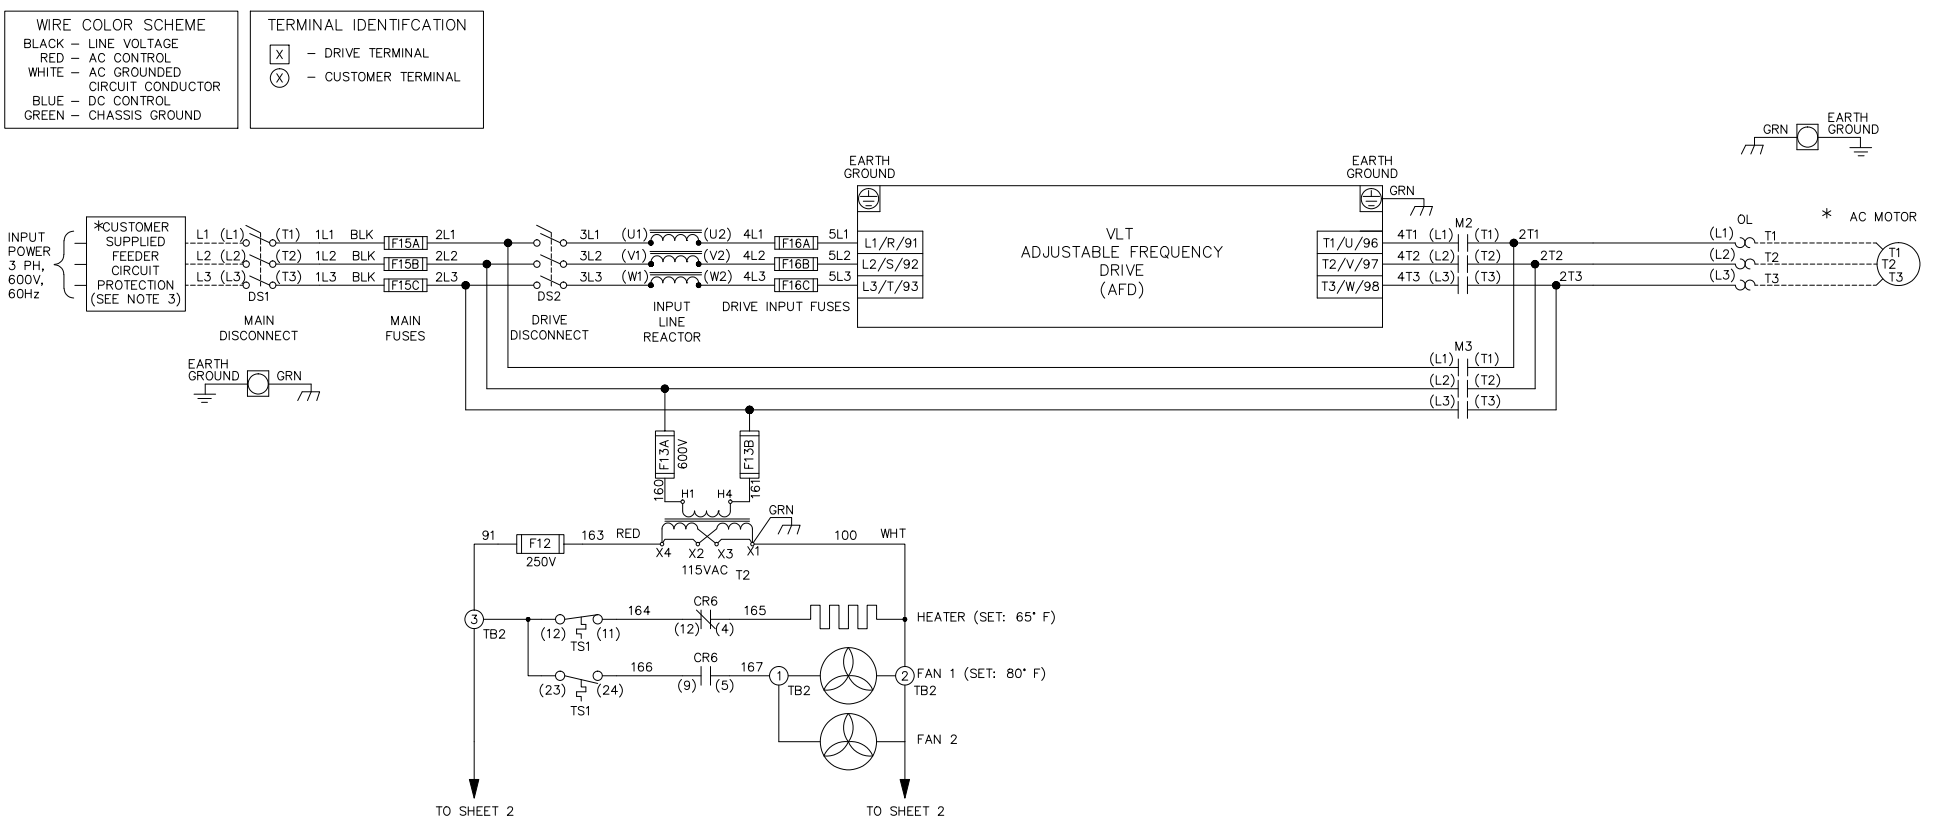 WIRE COLOR SCHEME
BLACK – LINE VOLTAGE
RED – AC CONTROL
WHITE – AC GROUNDED
CIRCUIT CONDUCTOR
BLUE – DC CONTROL
GREEN – CHASSIS GROUND
TERMINAL IDENTIFCATION
X – DRIVE TERMINAL
X – CUSTOMER TERMINAL
GRN
EARTH
GROUND
EARTH
GROUND
EARTH
GROUND
GRN
INPUT
POWER
3 PH,
600V,
60Hz
*CUSTOMER
SUPPLIED
FEEDER
CIRCUIT
PROTECTION
(SEE NOTE 3)
L1 (L1) (T1) 1L1 BLK F15A 2L1 3L1 (U1) (U2) 4L1 F16A 5L1 L1/R/91
L2 (L2) (T2) 1L2 BLK F15B 2L2 3L2 (V1) (V2) 4L2 F16B 5L2 L2/S/92
L3 (L3) (T3) 1L3 BLK F15C 2L3 3L3 (W1) (W2) 4L3 F16C 5L3 L3/T/93
DS1
DS2
MAIN
DISCONNECT
MAIN
FUSES
DRIVE
DISCONNECT
INPUT
LINE
REACTOR
DRIVE INPUT FUSES
VLT
ADJUSTABLE FREQUENCY
DRIVE
(AFD)
M2
OL
* AC MOTOR
T1/U/96 4T1 (L1) (T1) 2T1 (L1) T1
T2/V/97 4T2 (L2) (T2) 2T2 (L2) T2
T3/W/98 4T3 (L3) (T3) 2T3 (L3) T3
T1
T2
T3
EARTH
GROUND
GRN
M3
(L1) (T1)
(L2) (T2)
(L3) (T3)
F13A
600V
F13B
160
161
H1 H4
GRN
91 F12 163 RED
250V
X4 X2 X3 X1
100 WHT
115VAC T2
3
TB2
(12) (11)
TS1
164
CR6
(12) (4)
165
HEATER (SET: 65° F)
(23) (24)
TS1
166
CR6
(9) (5)
167
1
TB2
2
TB2
FAN 1 (SET: 80° F)
FAN 2
TO SHEET 2
TO SHEET 2